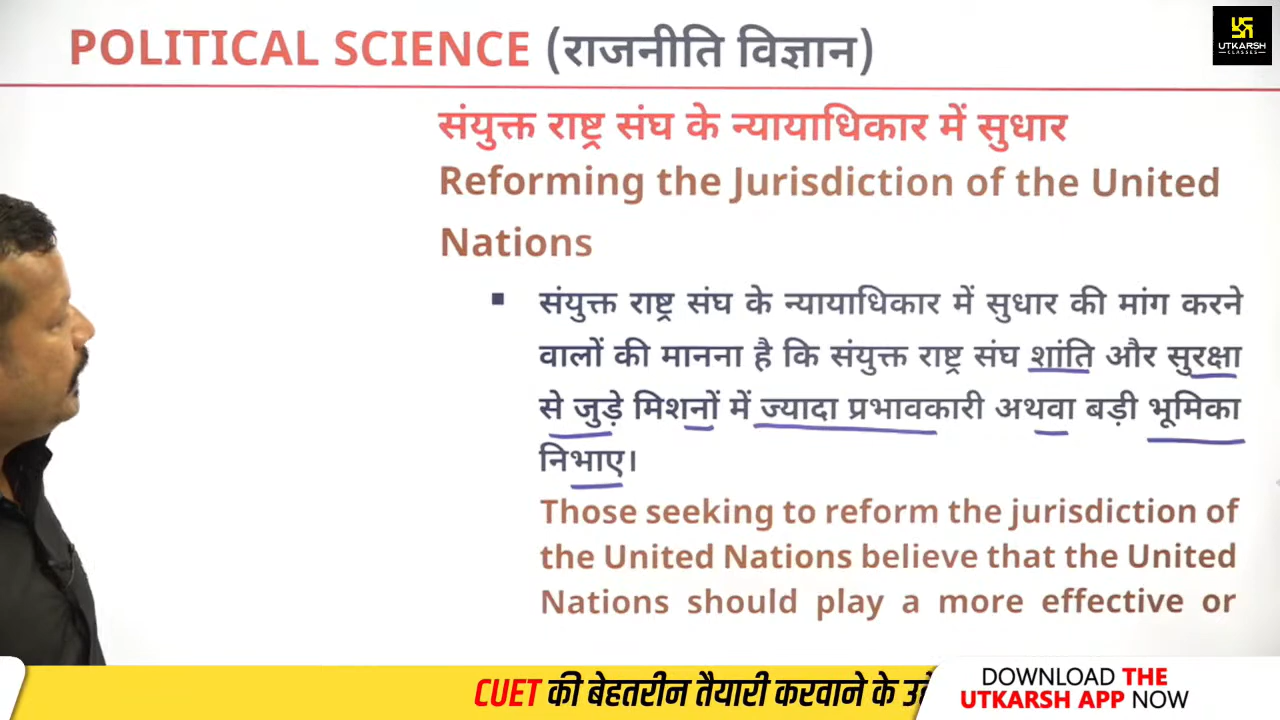 POLITICAL SCIENCE (राजनीति विज्ञान)
UTKARSH
CLASSES
संयुक्त राष्ट्र संघ के न्यायाधिकार में सुधार
Reforming the Jurisdiction of the United
Nations
▪ संयुक्त राष्ट्र संघ के न्यायाधिकार में सुधार की मांग करने
वालों की मानना है कि संयुक्त राष्ट्र संघ शांति और सुरक्षा
से जुड़े मिशनों में ज्यादा प्रभावकारी अथवा बड़ी भूमिका
निभाए।
Those seeking to reform the jurisdiction of
the United Nations believe that the United
Nations should play a more effective or
CUET की बेहतरीन तैयारी करवाने के
DOWNLOAD THE
UTKARSH APP NOW